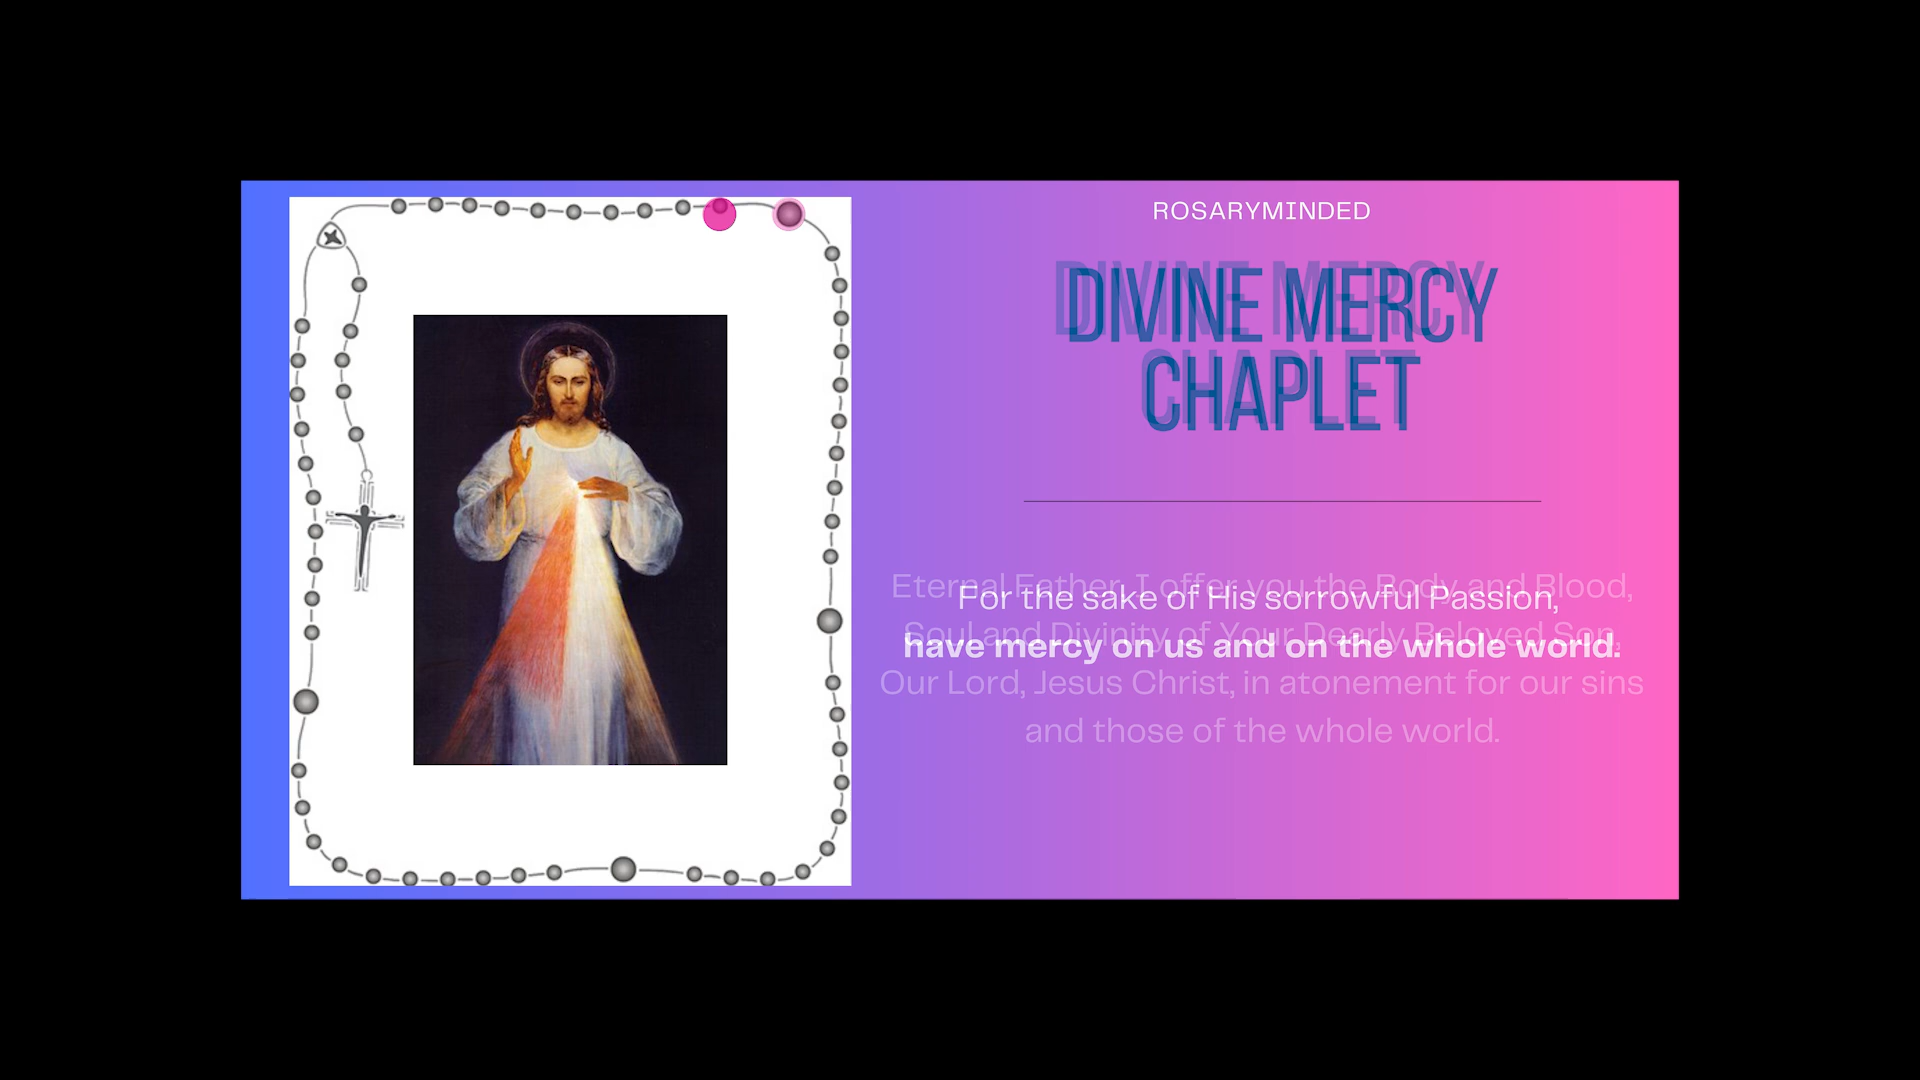 ROSARYMINDED
DIVINE MERCY
CHAPLET
For the sake of His sorrowful Passion,
have mercy on us and on the whole world.
Eternal Father, I offer you the Body and Blood,
Soul and Divinity of Your Dearly Beloved Son,
Our Lord, Jesus Christ, in atonement for our sins
and those of the whole world.